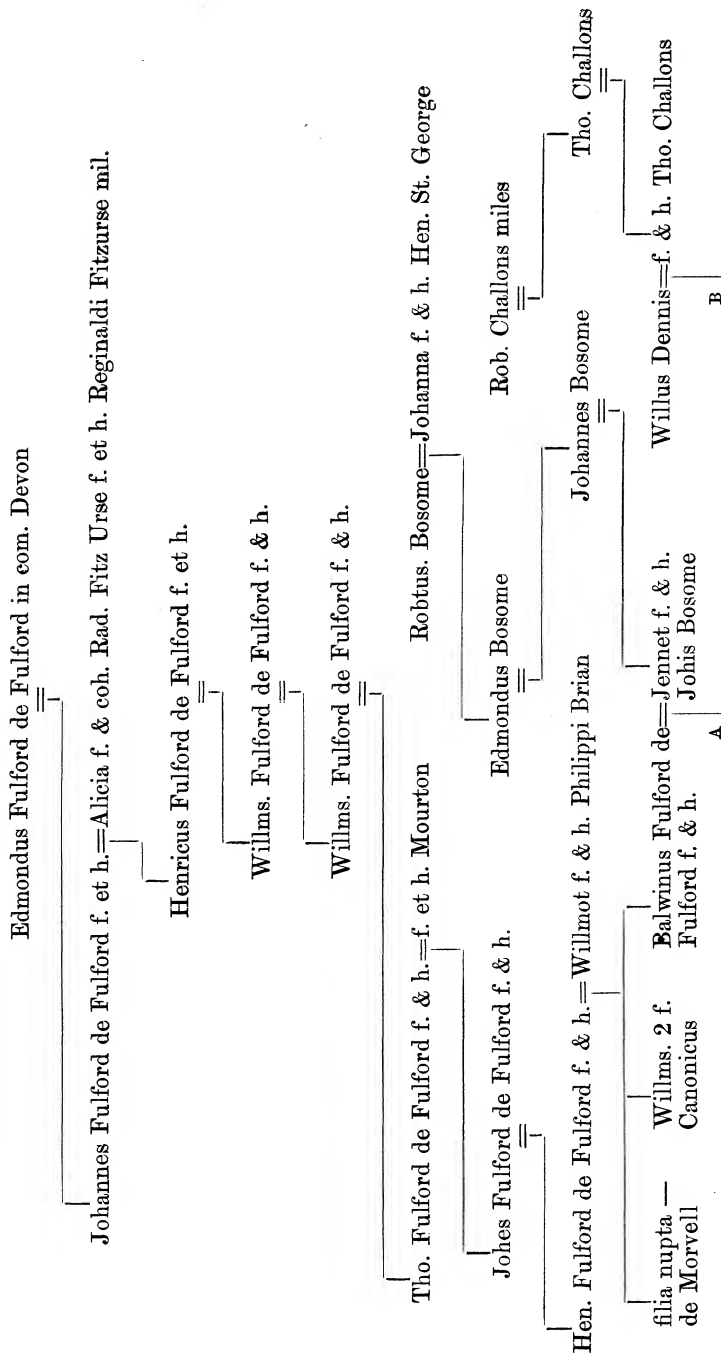 Edmondus Fulford de Fulford in com. Devon
Johannes Fulford de Fulford f. et h.=Alicia f. & coh. Rad. Fitz Urse f. et h. Reginaldi Fitzurse mil.
Henricus Fulford de Fulford f. et h.
Willms. Fulford de Fulford f. & h.
Willms. Fulford de Fulford f. & h.
Tho. Fulford de Fulford f. & h.=f. et h. Mourton
Robtus. Bosome=Johanna f. & h. Hen. St. George
Johes Fulford de Fulford f. & h.
Edmondus Bosome
Rob. Challons miles
Hen. Fulford de Fulford f. & h.=Willmot f. & h. Philippi Brian
Johannes Bosome
Tho. Challons
filia nupta —
de Morvell
Willms. 2 f.
Canonicus
Balwinus Fulford de=Jennet f. & h.
Fulford f. & h.
Johis Bosome
Willus Dennis=f. & h. Tho. Challons
A
B